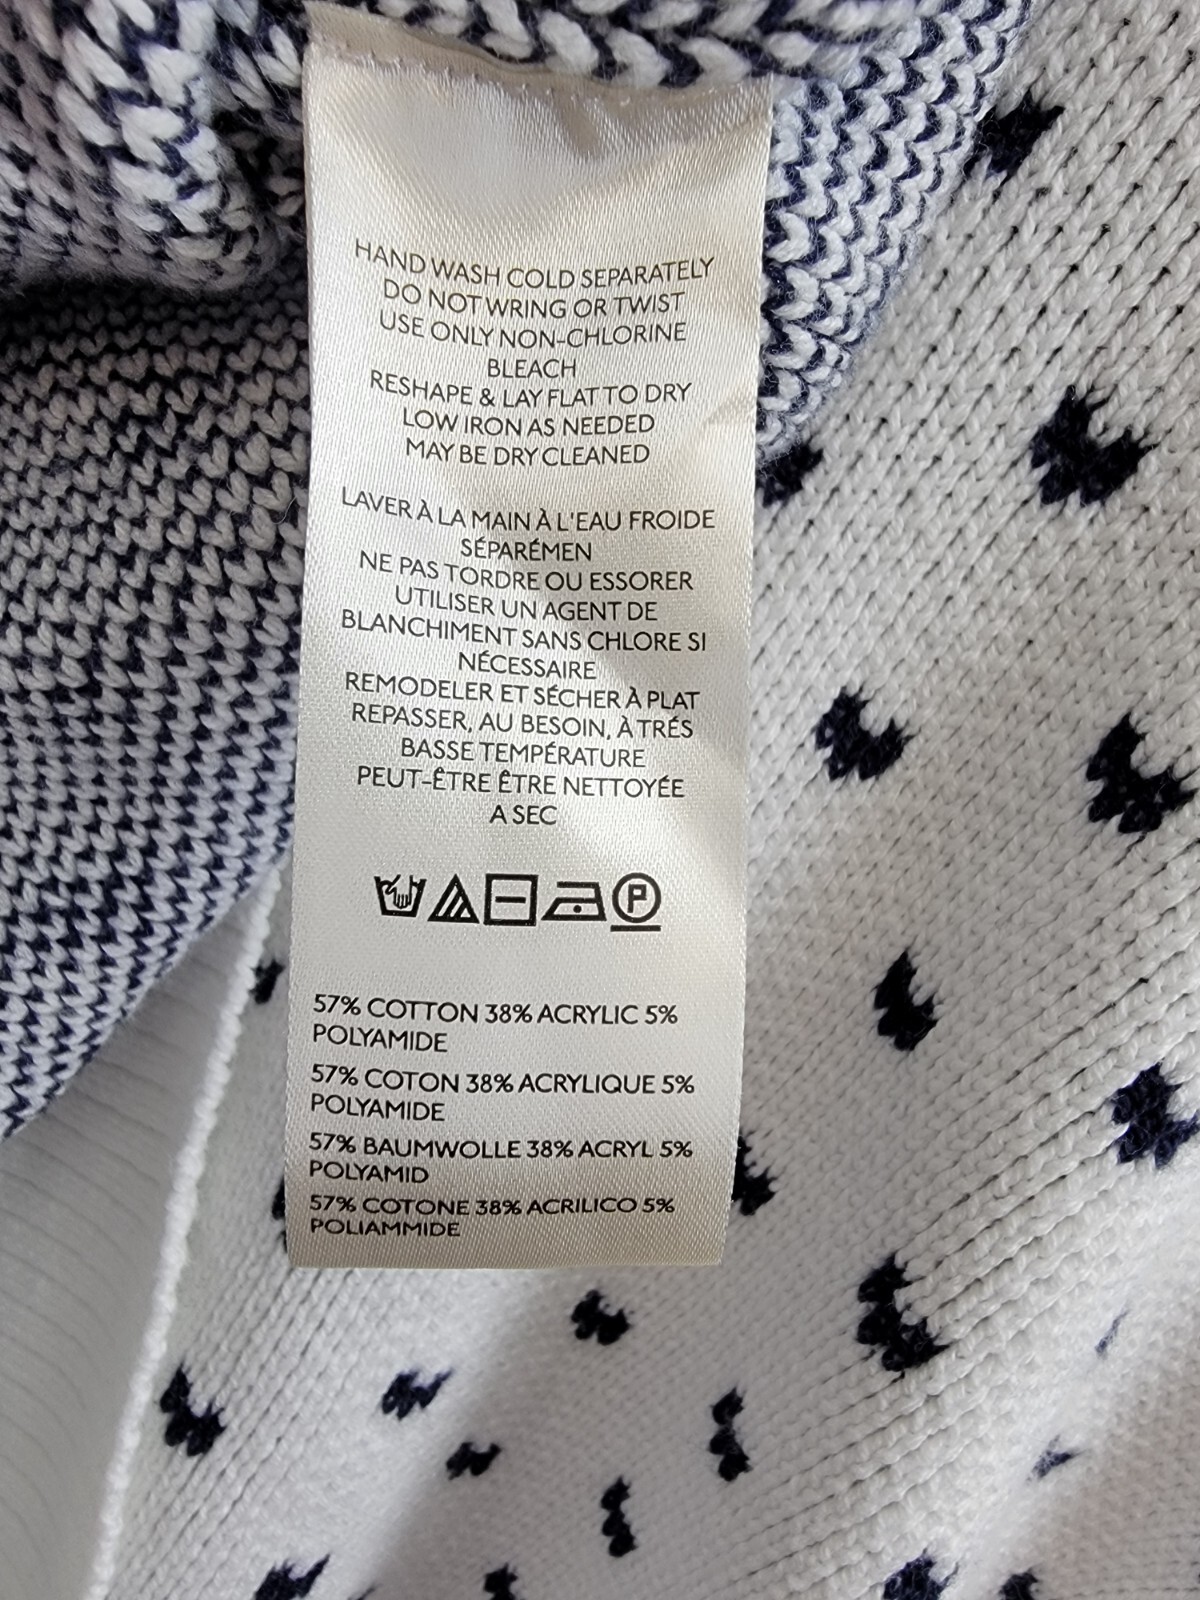 HAND WASH COLD SEPARATELY
DO NOT WRING OR TWIST
USE ONLY NON-CHLORINE
BLEACH
RESHAPE & LAY FLAT TO DRY
LOW IRON AS NEEDED
MAY BE DRY CLEANED
LAVER À LA MAIN À L'EAU FROIDE
SÉPARÉMEN
NE PAS TORDRE OU ESSORER
UTILISER UN AGENT DE
BLANCHIMENT SANS CHLORE SI
NÉCESSAIRE
REMODELER ET SÉCHER À PLAT
REPASSER, AU BESOIN, À TRÉS
BASSE TEMPÉRATURE
PEUT-ÊTRE ÊTRE NETTOYÉE
A SEC
P
57% COTTON 38% ACRYLIC 5%
POLYAMIDE
57% COTON 38% ACRYLIQUE 5%
POLYAMIDE
57% BAUMWOLLE 38% ACRYL 5%
POLYAMID
57% COTONE 38% ACRILICO 5%
POLIAMMIDE